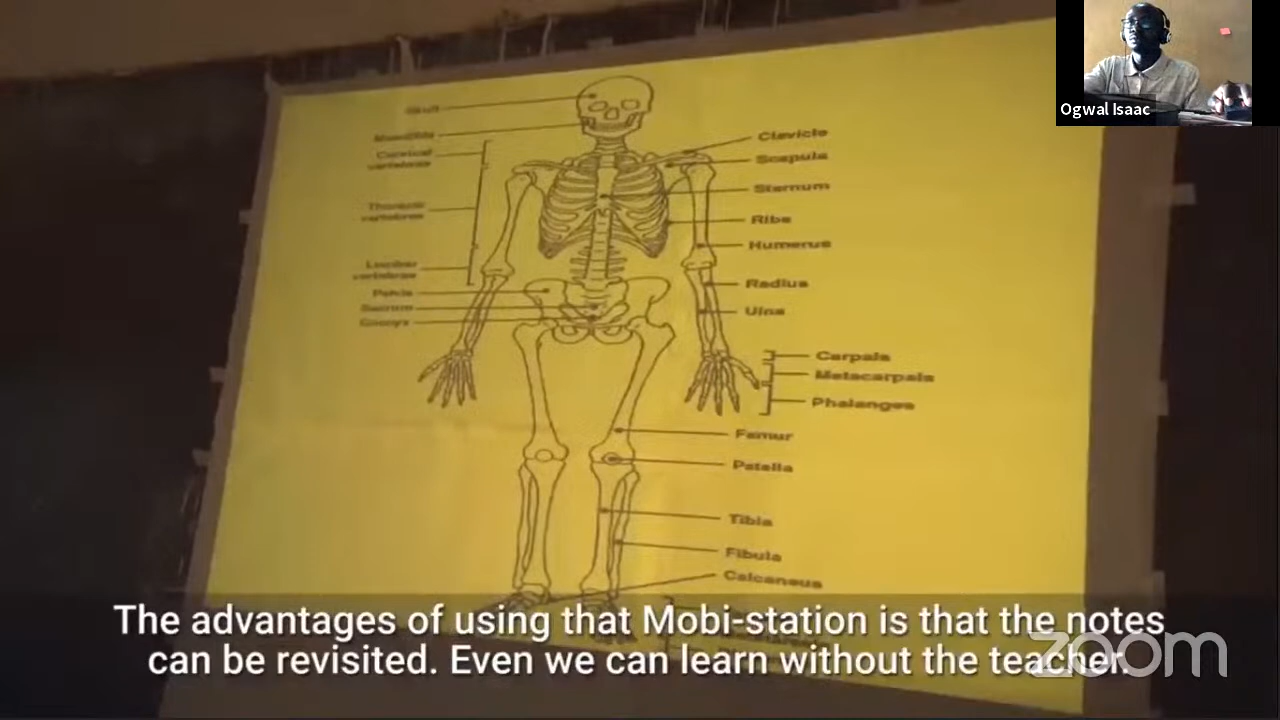 Ogwal Isaac
Skull
Mandible
Cervical
vertebrae
Thoracic
vertebrae
Lumbar
vertebrae
Pelvis
Sacrum
Coccyx
Clavicle
Scapula
Sternum
Ribs
Humerus
Radius
Ulna
Carpals
Metacarpals
Phalanges
Femur
Patella
Tibia
Fibula
Calcaneus
The advantages of using that Mobi-station is that the notes
can be revisited. Even we can learn without the teacher.
zoom